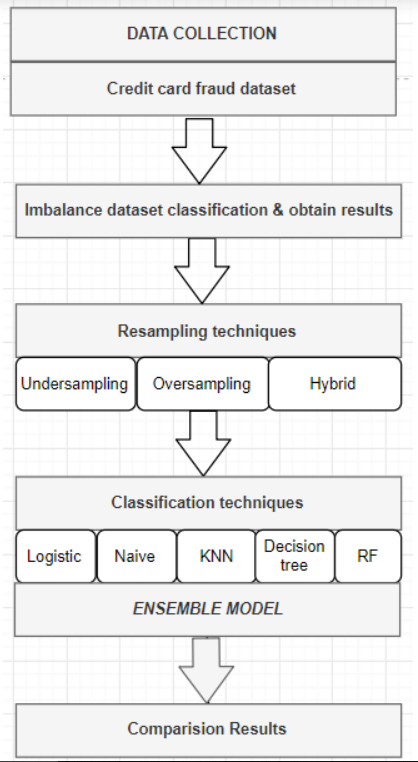 DATA COLLECTION
Credit card fraud dataset
Imbalance dataset classification & obtain results
Resampling techniques
Undersampling Oversampling Hybrid
Classification techniques
Logistic Naive KNN Decision tree RF
ENSEMBLE MODEL
Comparision Results